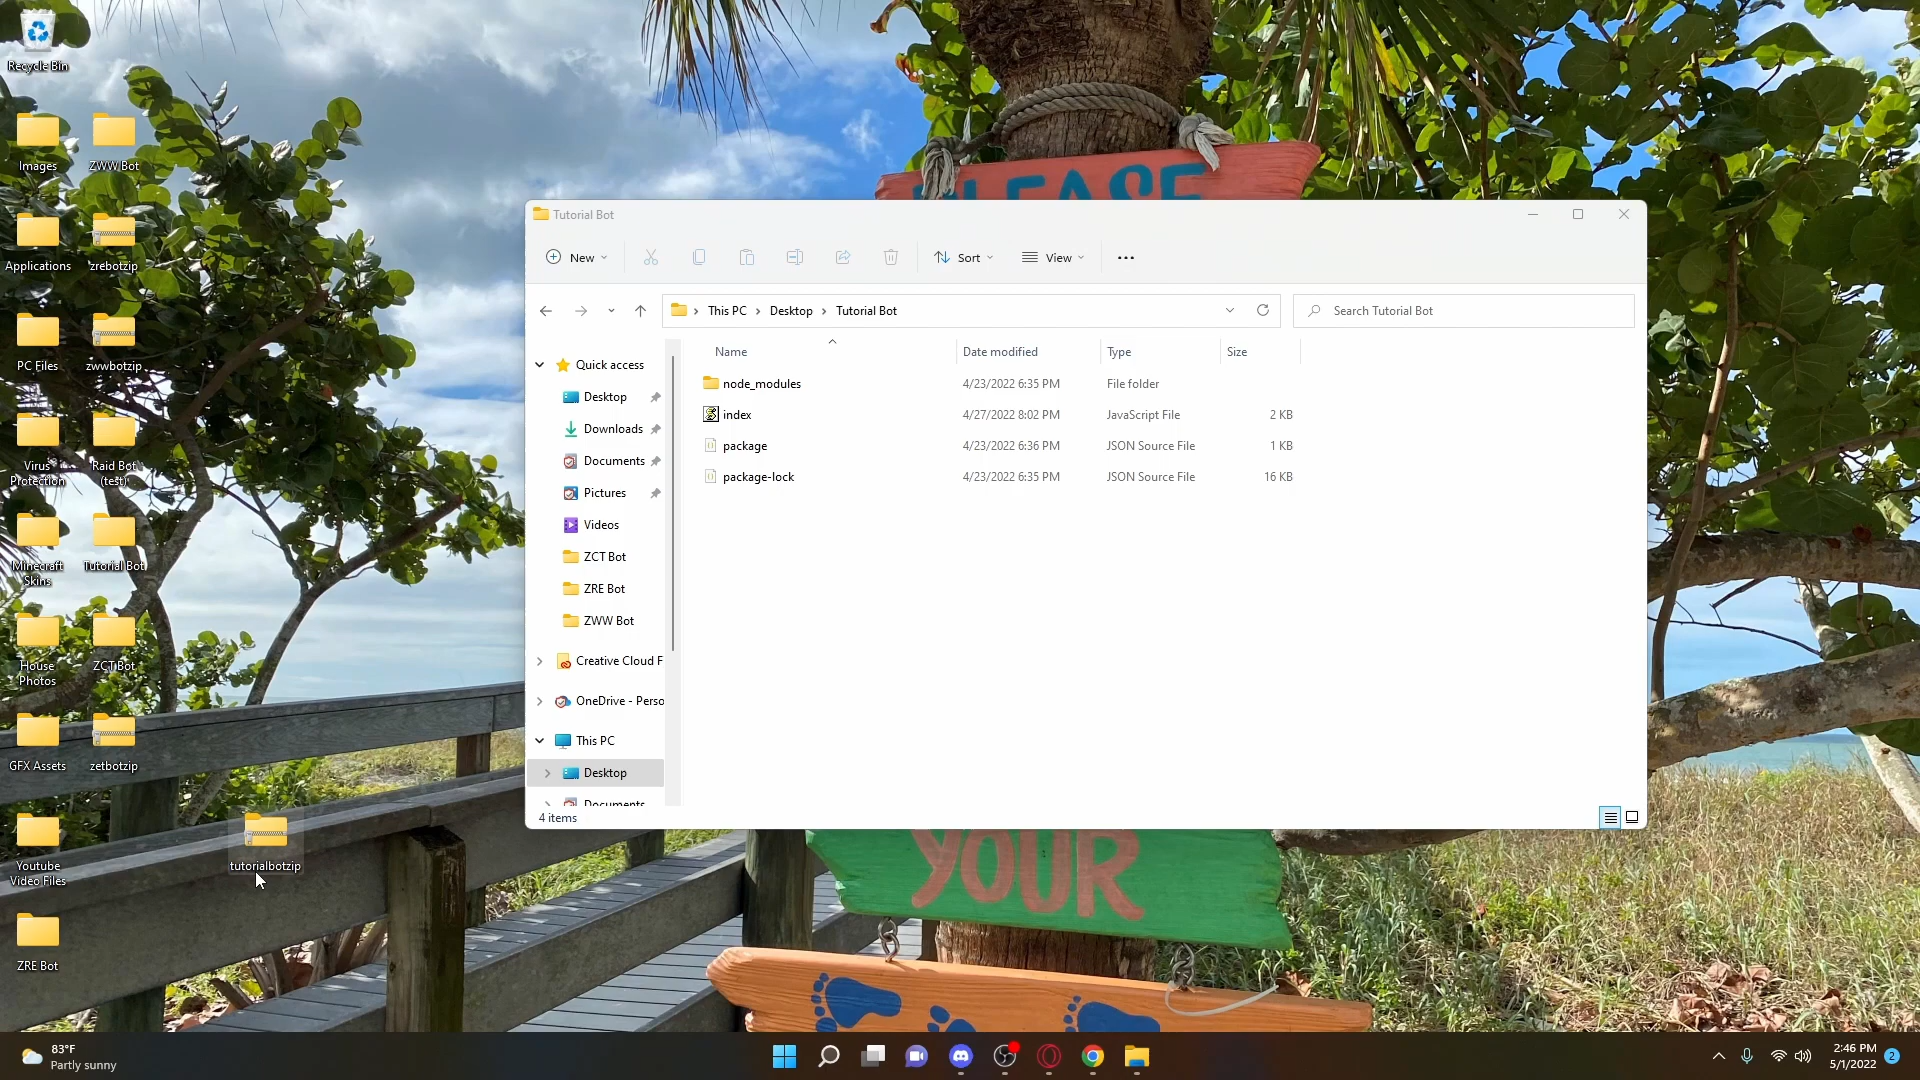 Recycle Bin
Images
ZWW Bot
Applications
zrebotzip
PC Files
zwwbotzip
Virus
Protection
Raid Bot
(test)
Minecraft
Skins
Tutorial Bot
House
Photos
ZCT Bot
GFX Assets
zetbotzip
Youtube
Video Files
tutorialbotzip
ZRE Bot
PLEASE
Tutorial Bot
New
Sort
View
This PC > Desktop > Tutorial Bot
Search Tutorial Bot
Name Date modified Type Size
Quick access
Desktop
Downloads
Documents
Pictures
Videos
ZCT Bot
ZRE Bot
ZWW Bot
Creative Cloud F
OneDrive - Perso
This PC
Desktop
Documents
node_modules 4/23/2022 6:35 PM File folder
index 4/27/2022 8:02 PM JavaScript File 2 KB
package 4/23/2022 6:36 PM JSON Source File 1 KB
package-lock 4/23/2022 6:35 PM JSON Source File 16 KB
4 items
YOUR
83°F
Partly sunny
2:46 PM
5/1/2022
2